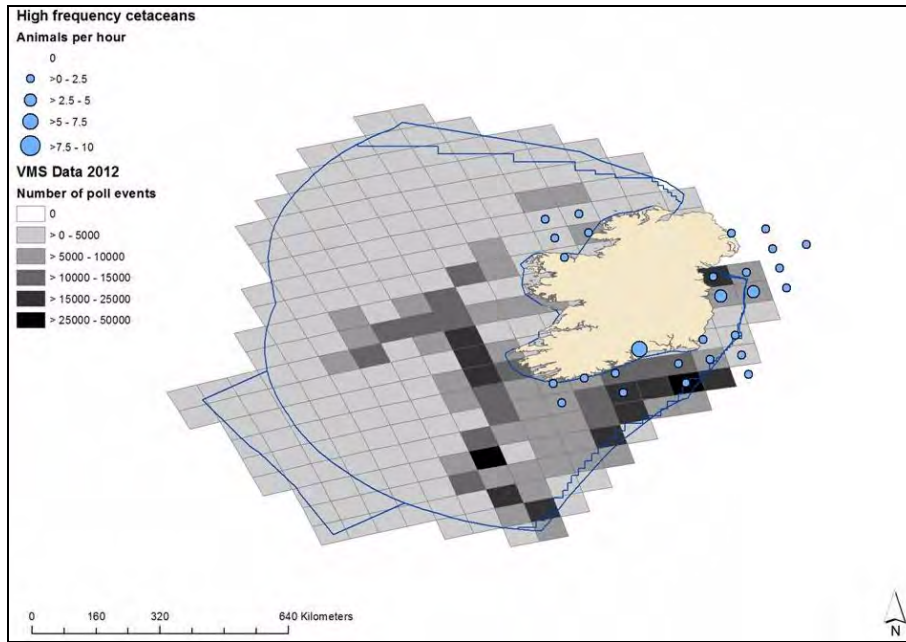 High frequency cetaceans
Animals per hour
0
>0 - 2.5
> 2.5 - 5
>5 - 7.5
>7.5 - 10
VMS Data 2012
Number of poll events
0
> 0 - 5000
> 5000 - 10000
> 10000 - 15000
> 15000 - 25000
> 25000 - 50000
0 160 320 640 Kilometers
N